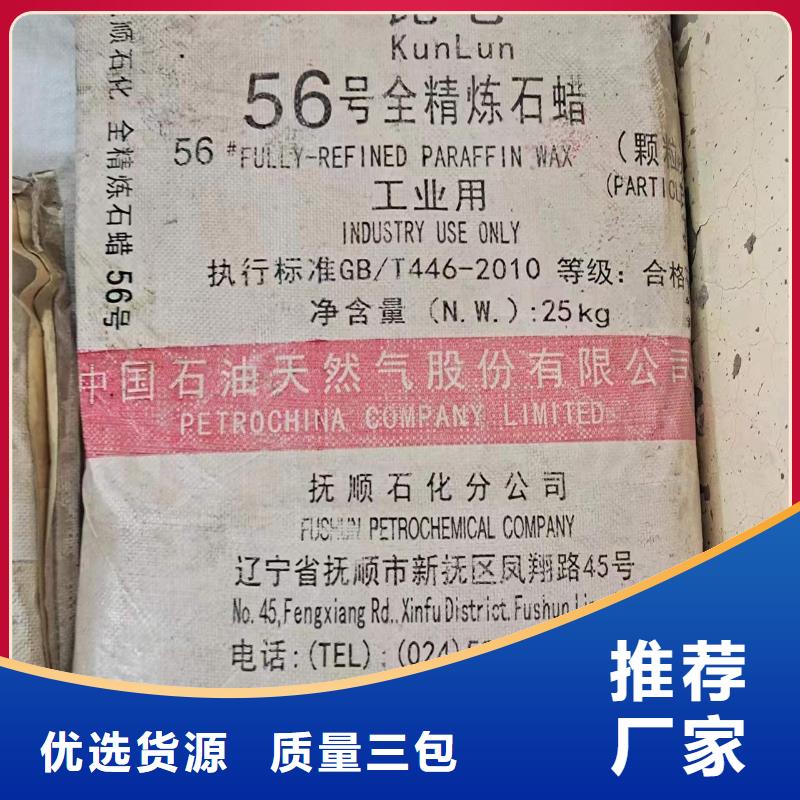 KunLun
56号全精炼石蜡
56 #FULLY-REFINED PARAFFIN WAX
(颗粒
(PARTICL
工业用
INDUSTRY USE ONLY
执行标准GB/T446-2010 等级: 合格
净含量 (N.W.):25kg
中国石油天然气股份有限公司
PETROCHINA COMPANY LIMITED
抚顺石化分公司
FUSHUN PETROCHEMICAL COMPANY
辽宁省抚顺市新抚区凤翔路45号
No.45,Fengxiang Rd..Xinfu District.Fushun
电话:(TEL):(024)
顺石化 全精炼石蜡 56号
优选货源 质量三包
推荐
厂家